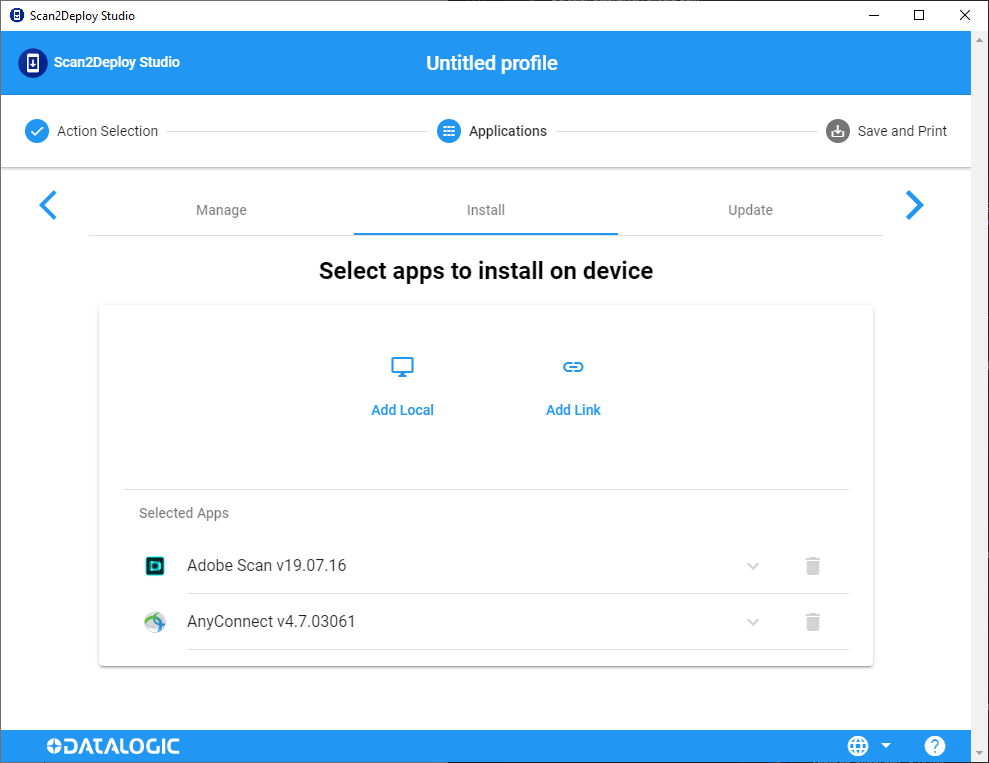 Scan2Deploy Studio
Scan2Deploy Studio
Untitled profile
Action Selection
Applications
Save and Print
Manage
Install
Update
Select apps to install on device
Add Local
Add Link
Selected Apps
Adobe Scan v19.07.16
AnyConnect v4.7.03061
DATALOGIC
?